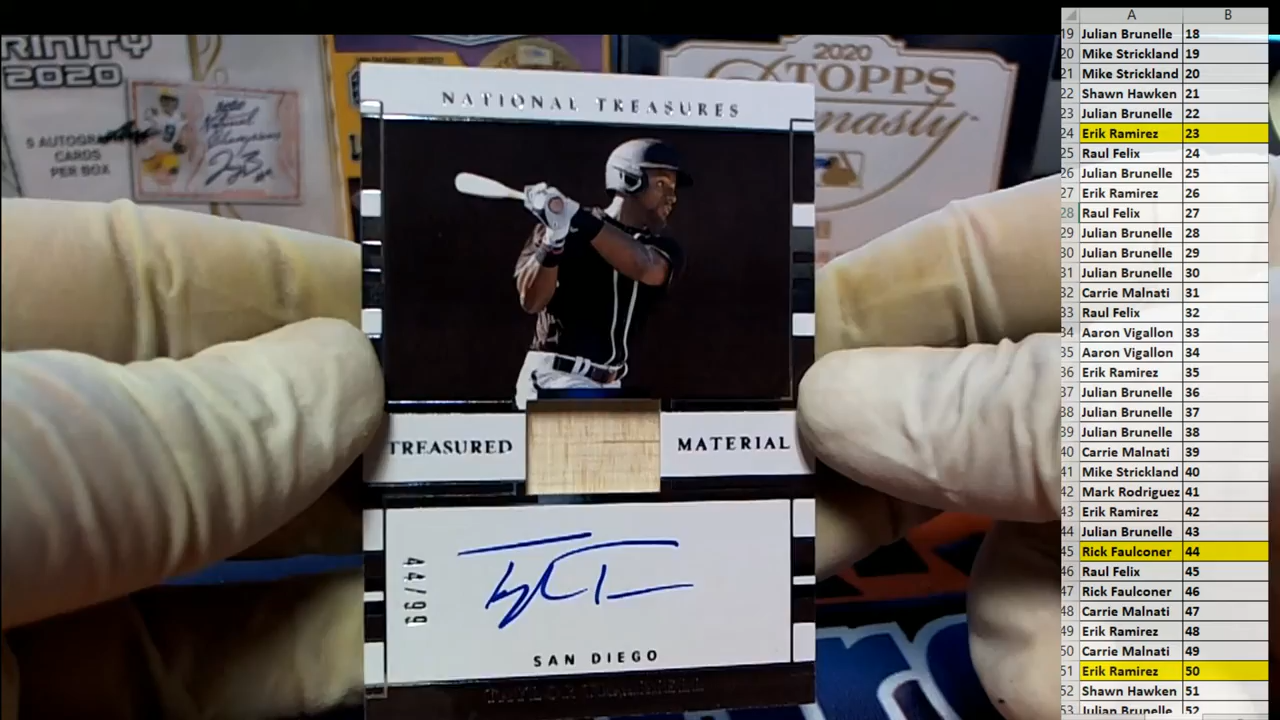 RINITY
2020
5 AUTOGRAPHED
CARDS
PER BOX
2020
TOPPS
Dynasty
NATIONAL TREASURES
TREASURED
MATERIAL
44/99
SAN DIEGO
TAYLOR TRAMMELL
A B
19 Julian Brunelle 18
20 Mike Strickland 19
21 Mike Strickland 20
22 Shawn Hawken 21
23 Julian Brunelle 22
24 Erik Ramirez 23
25 Raul Felix 24
26 Julian Brunelle 25
27 Erik Ramirez 26
28 Raul Felix 27
29 Julian Brunelle 28
30 Julian Brunelle 29
31 Julian Brunelle 30
32 Carrie Malnati 31
33 Raul Felix 32
34 Aaron Vigallon 33
35 Aaron Vigallon 34
36 Erik Ramirez 35
37 Julian Brunelle 36
38 Julian Brunelle 37
39 Julian Brunelle 38
40 Carrie Malnati 39
41 Mike Strickland 40
42 Mark Rodriguez 41
43 Erik Ramirez 42
44 Julian Brunelle 43
45 Rick Faulconer 44
46 Raul Felix 45
47 Rick Faulconer 46
48 Carrie Malnati 47
49 Erik Ramirez 48
50 Carrie Malnati 49
51 Erik Ramirez 50
52 Shawn Hawken 51
53 Julian Brunelle 52